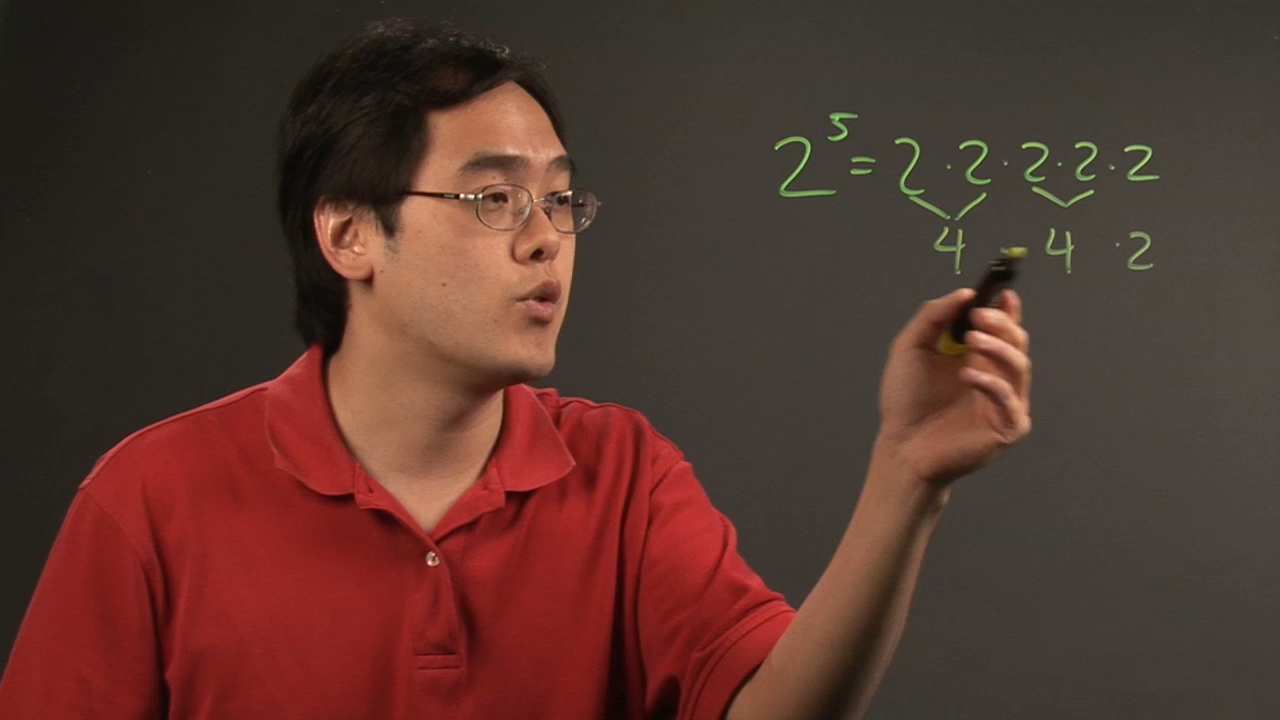 2⁵ = 2 · 2 · 2 · 2 · 2
4 · 4 · 2